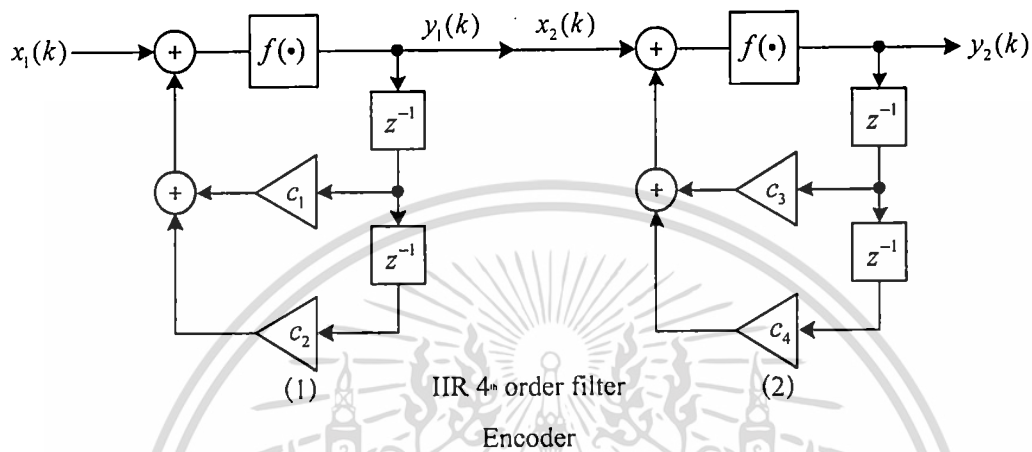 x₁(k) + f(•) y₁(k) x₂(k) + f(•) y₂(k)
z⁻¹ z⁻¹
+ c₁ + c₃
z⁻¹ z⁻¹
c₂ c₄
(1) IIR 4th order filter (2)
Encoder